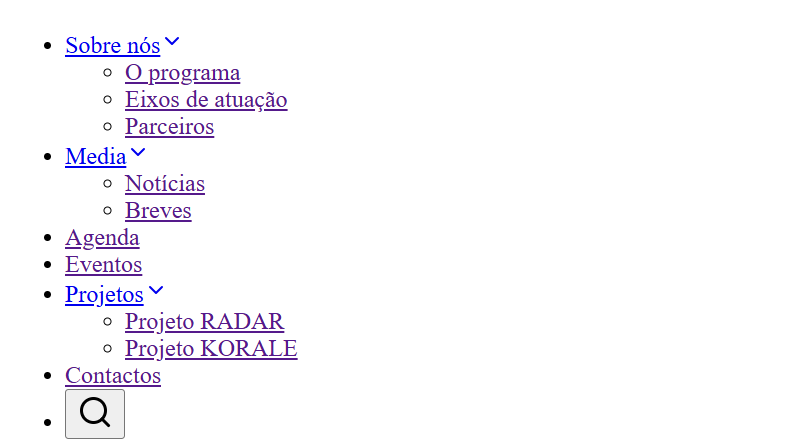 Sobre nós
O programa
Eixos de atuação
Parceiros
Media
Notícias
Breves
Agenda
Eventos
Projetos
Projeto RADAR
Projeto KORALE
Contactos